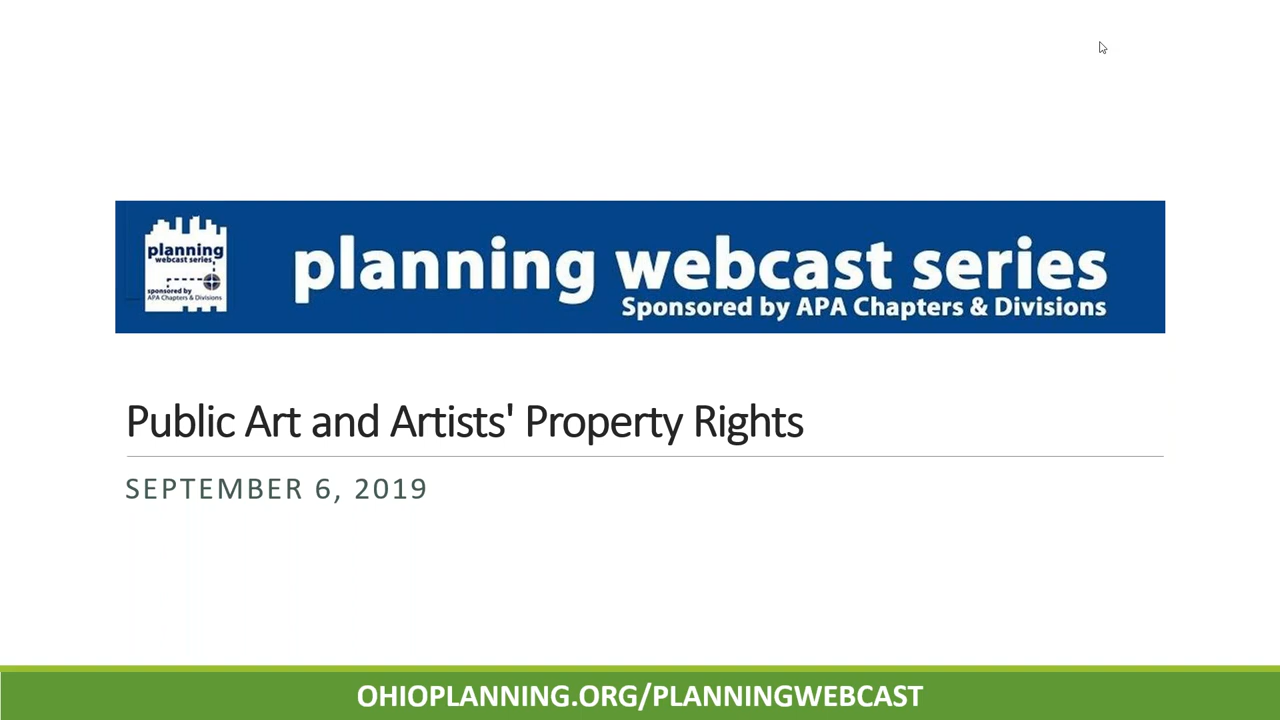 planning
webcast series
sponsored by
APA Chapters & Divisions
planning webcast series
Sponsored by APA Chapters & Divisions
Public Art and Artists' Property Rights
SEPTEMBER 6, 2019
OHIOPLANNING.ORG/PLANNINGWEBCAST